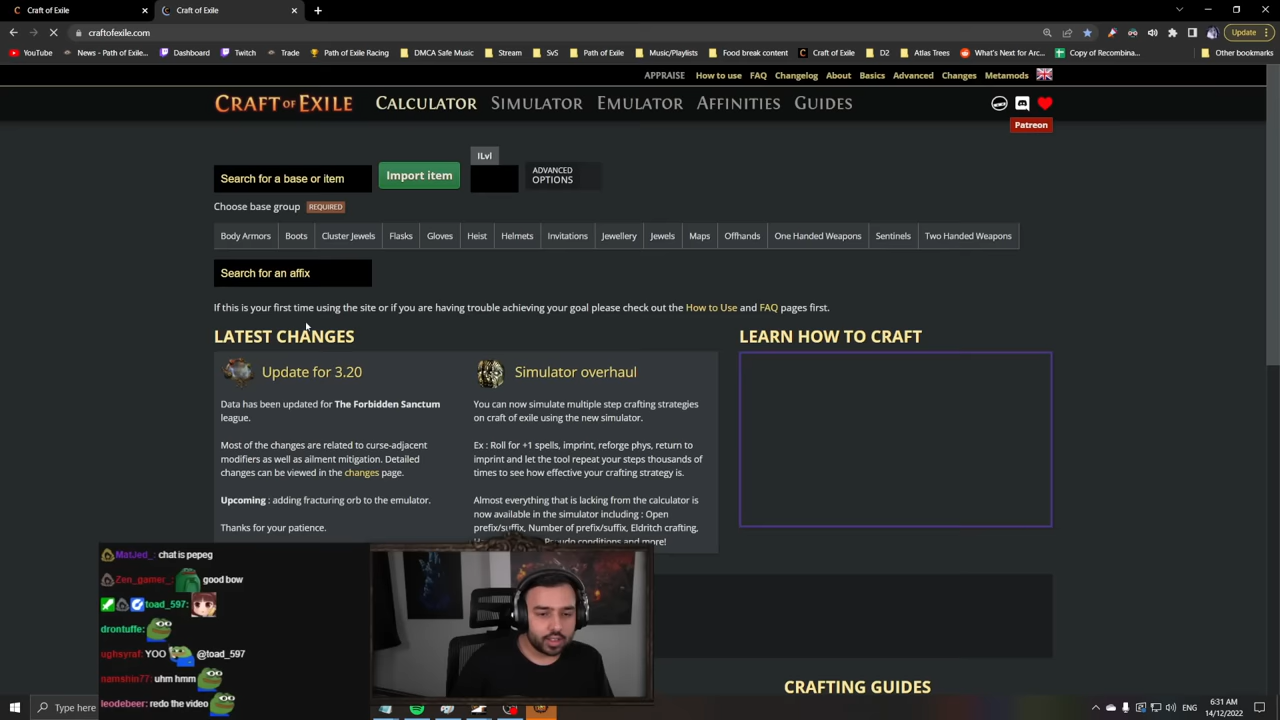 Craft of Exile
Craft of Exile
craftofexile.com
Update
YouTube
News - Path of Exile...
Dashboard
Twitch
Trade
Path of Exile Racing
DMCA Safe Music
Stream
SvS
Path of Exile
Music/Playlists
Food break content
Craft of Exile
D2
Atlas Trees
What's Next for Arc...
Copy of Recombina...
Other bookmarks
APPRAISE
How to use
FAQ
Changelog
About
Basics
Advanced
Changes
Metamods
CRAFT OF EXILE
CALCULATOR
SIMULATOR
EMULATOR
AFFINITIES
GUIDES
Patreon
Search for a base or item
Import item
ILvl
ADVANCED
OPTIONS
Choose base group REQUIRED
Body Armors
Boots
Cluster Jewels
Flasks
Gloves
Heist
Helmets
Invitations
Jewellery
Jewels
Maps
Offhands
One Handed Weapons
Sentinels
Two Handed Weapons
Search for an affix
If this is your first time using the site or if you are having trouble achieving your goal please check out the How to Use and FAQ pages first.
LATEST CHANGES
Update for 3.20
Data has been updated for The Forbidden Sanctum
league.
Most of the changes are related to curse-adjacent
modifiers as well as ailment mitigation. Detailed
changes can be viewed in the changes page.
Upcoming : adding fracturing orb to the emulator.
Thanks for your patience.
Simulator overhaul
You can now simulate multiple step crafting strategies
on craft of exile using the new simulator.
Ex : Roll for +1 spells, imprint, reforge phys, return to
imprint and let the tool repeat your steps thousands of
times to see how effective your crafting strategy is.
Almost everything that is lacking from the calculator is
now available in the simulator including : Open
prefix/suffix, Number of prefix/suffix, Eldritch crafting,
Pseudo conditions and more!
LEARN HOW TO CRAFT
CRAFTING GUIDES
MatJed_: chat is pepeg
Zen_gamer_: good bow
toad_597:
drontuffe:
ughsyraf: YOO @toad_597
namshin77: uhm hmm
leodebeer: redo the video
Type here
ENG
6:31 AM
14/12/2022